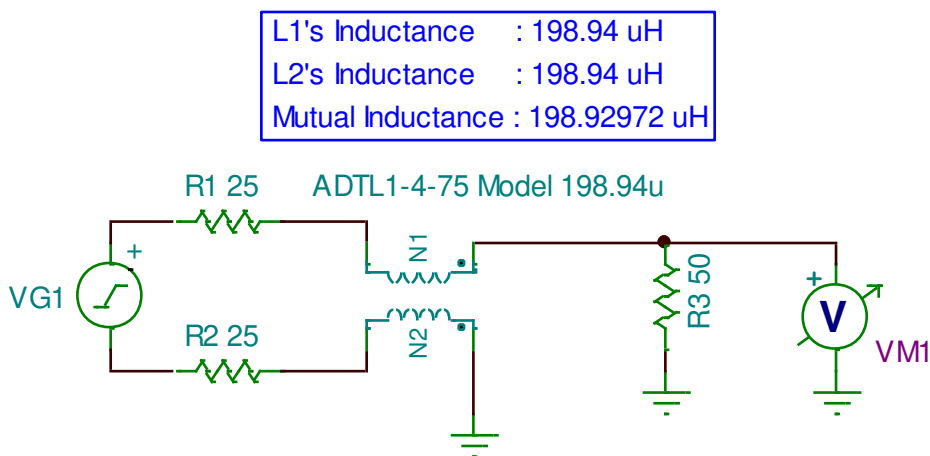 L1's Inductance : 198.94 uH
L2's Inductance : 198.94 uH
Mutual Inductance : 198.92972 uH
R1 25
ADTL1-4-75 Model 198.94u
N1
+
VG1
R2 25
N2
R3 50
+
V
VM1